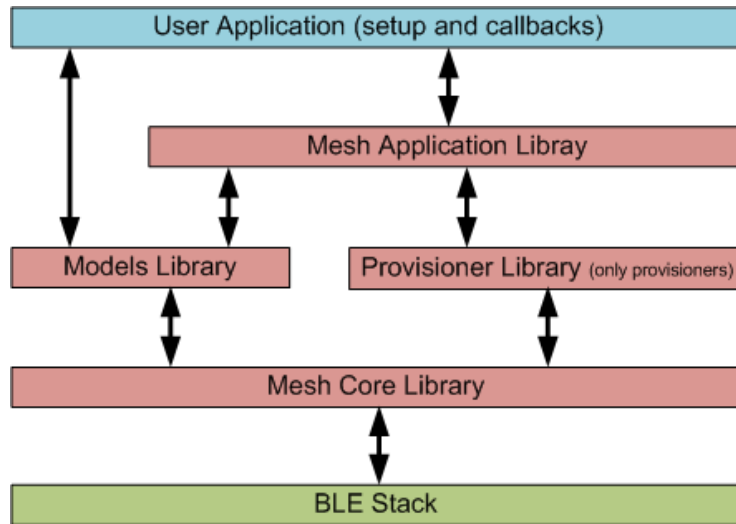 User Application (setup and callbacks)
Mesh Application Libray
Models Library
Provisioner Library (only provisioners)
Mesh Core Library
BLE Stack